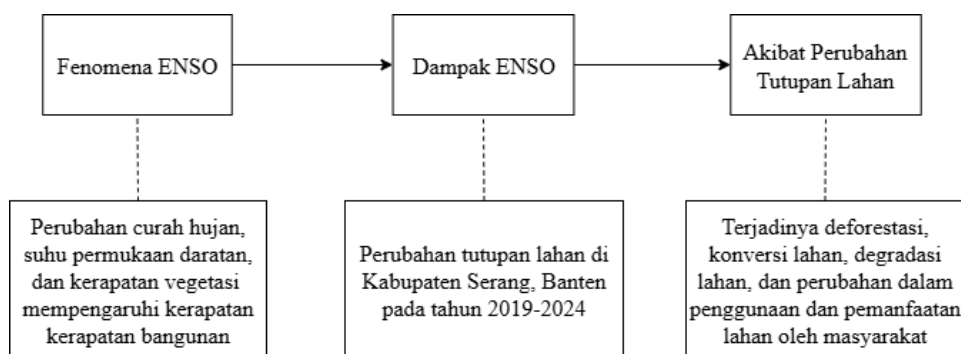 Fenomena ENSO
Dampak ENSO
Akibat Perubahan
Tutupan Lahan
Perubahan curah hujan,
suhu permukaan daratan,
dan kerapatan vegetasi
mempengaruhi kerapatan
kerapatan bangunan
Perubahan tutupan lahan di
Kabupaten Serang, Banten
pada tahun 2019-2024
Terjadinya deforestasi,
konversi lahan, degradasi
lahan, dan perubahan dalam
penggunaan dan pemanfaatan
lahan oleh masyarakat